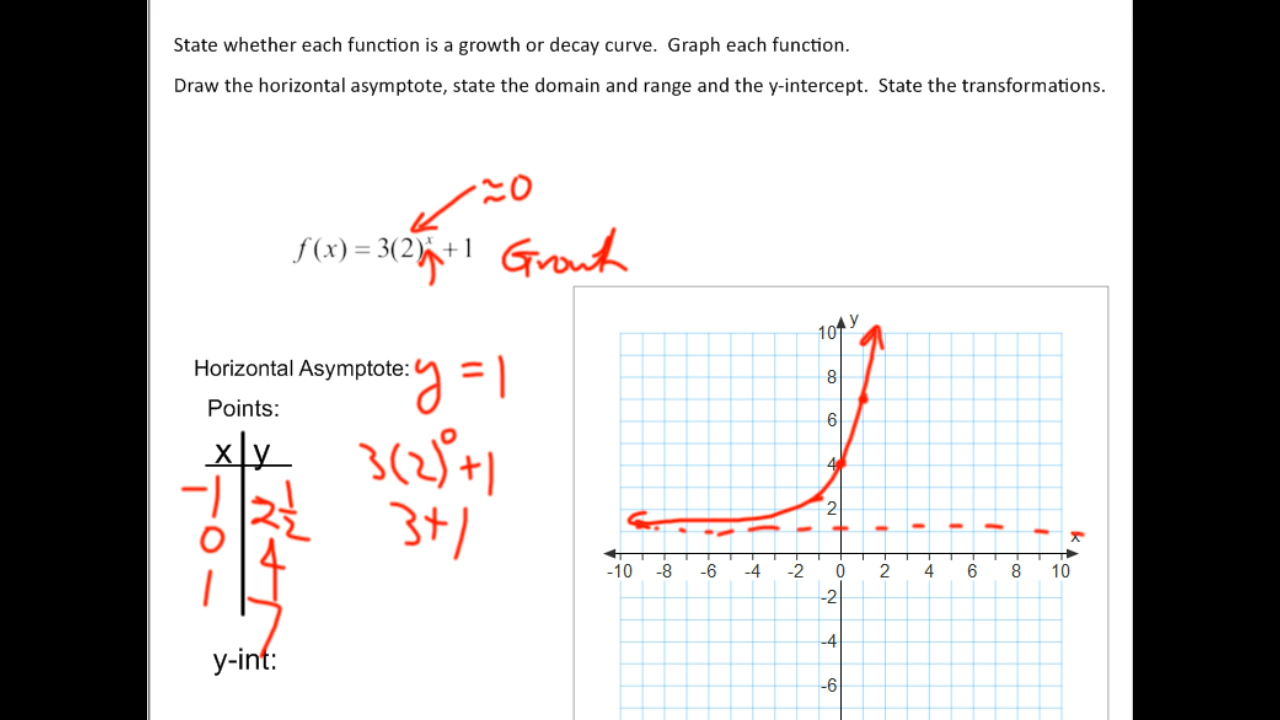 State whether each function is a growth or decay curve.  Graph each function.
Draw the horizontal asymptote, state the domain and range and the y-intercept.  State the transformations.
≈0
f(x) = 3(2)^x + 1
Growth
Horizontal Asymptote: y = 1
Points:
x y
-1 2 1/2
0 4
1 7
3(2)^0 + 1
3 + 1
y-int:
y
10
8
6
4
2
x
-10 -8 -6 -4 -2 0 2 4 6 8 10
-2
-4
-6